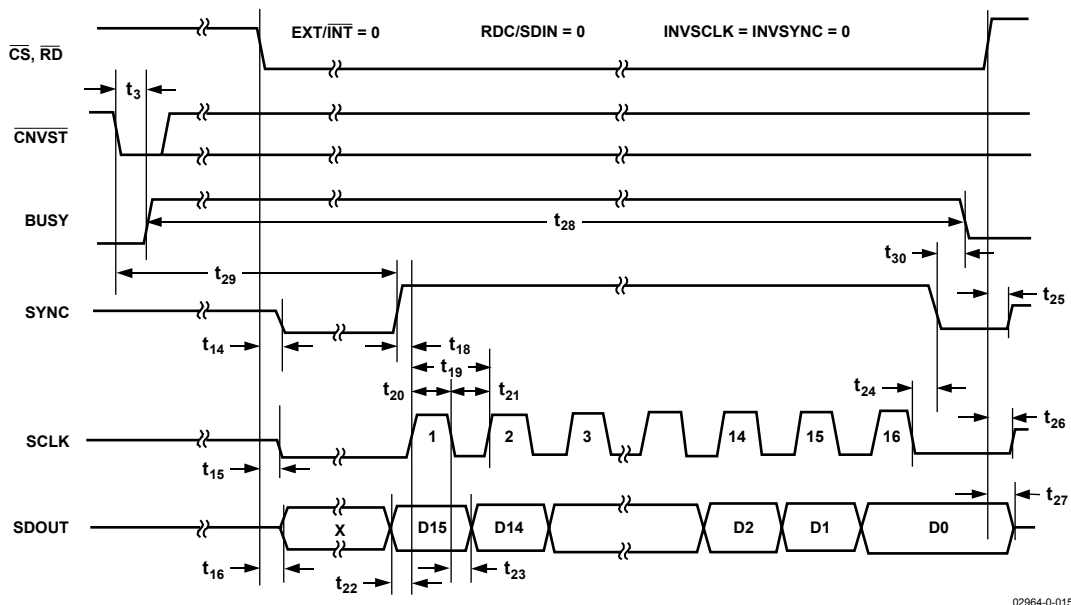 EXT/INT = 0 RDC/SDIN = 0 INVSCLK = INVSYNC = 0
CS, RD
t3
CNVST
BUSY
t28
t30
t29
SYNC
t25
t14
t18
t19
t20
t21
t24
SCLK
1 2 3 14 15 16
t26
t15
t27
SDOUT
X D15 D14 D2 D1 D0
t16
t22
t23
02964-0-015